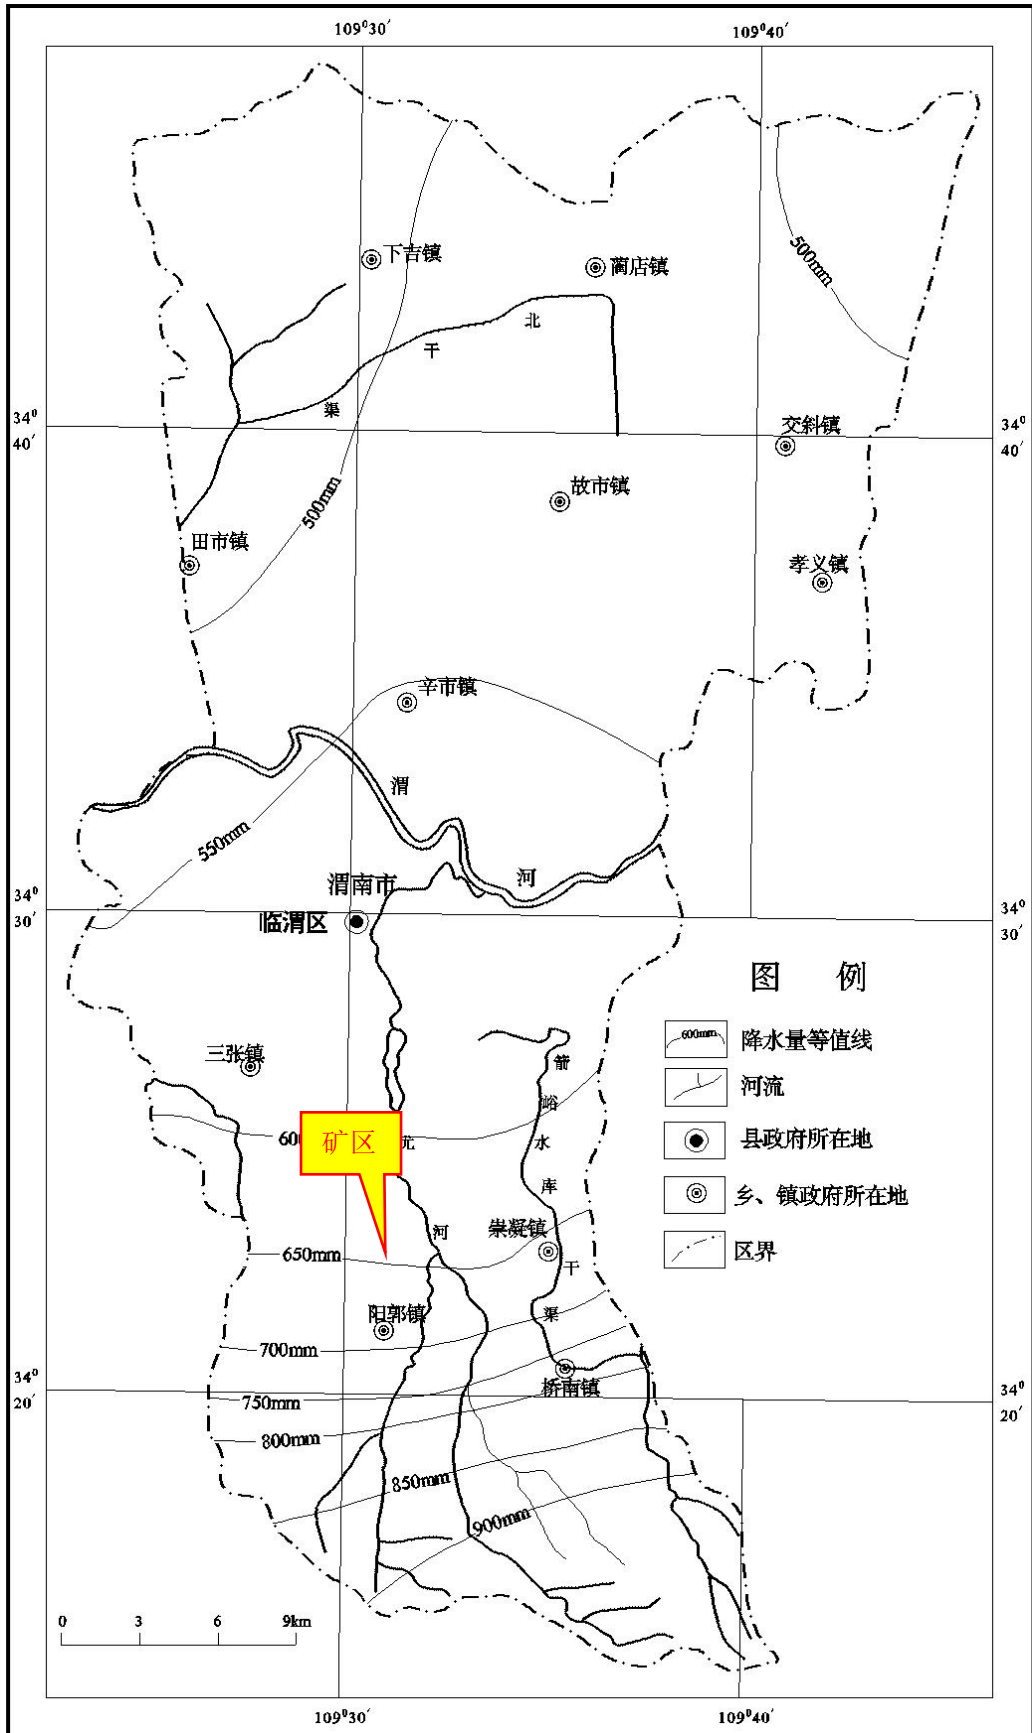 109°30′
109°40′
500mm
下吉镇
蔺店镇
北
干
渠
34°
40′
34°
40′
交斜镇
故市镇
500mm
田市镇
孝义镇
辛市镇
渭
550mm
河
渭南市
34°
30′
临渭区
34°
30′
图 例
600mm
降水量等值线
三张镇
箭
河流
峪
60
矿区
尤
水
县政府所在地
库
乡、镇政府所在地
崇凝镇
河
650mm
干
区界
阳郭镇
渠
700mm
桥南镇
34°
20′
34°
20′
750mm
800mm
850mm
900mm
0 3 6 9km
109°30′
109°40′